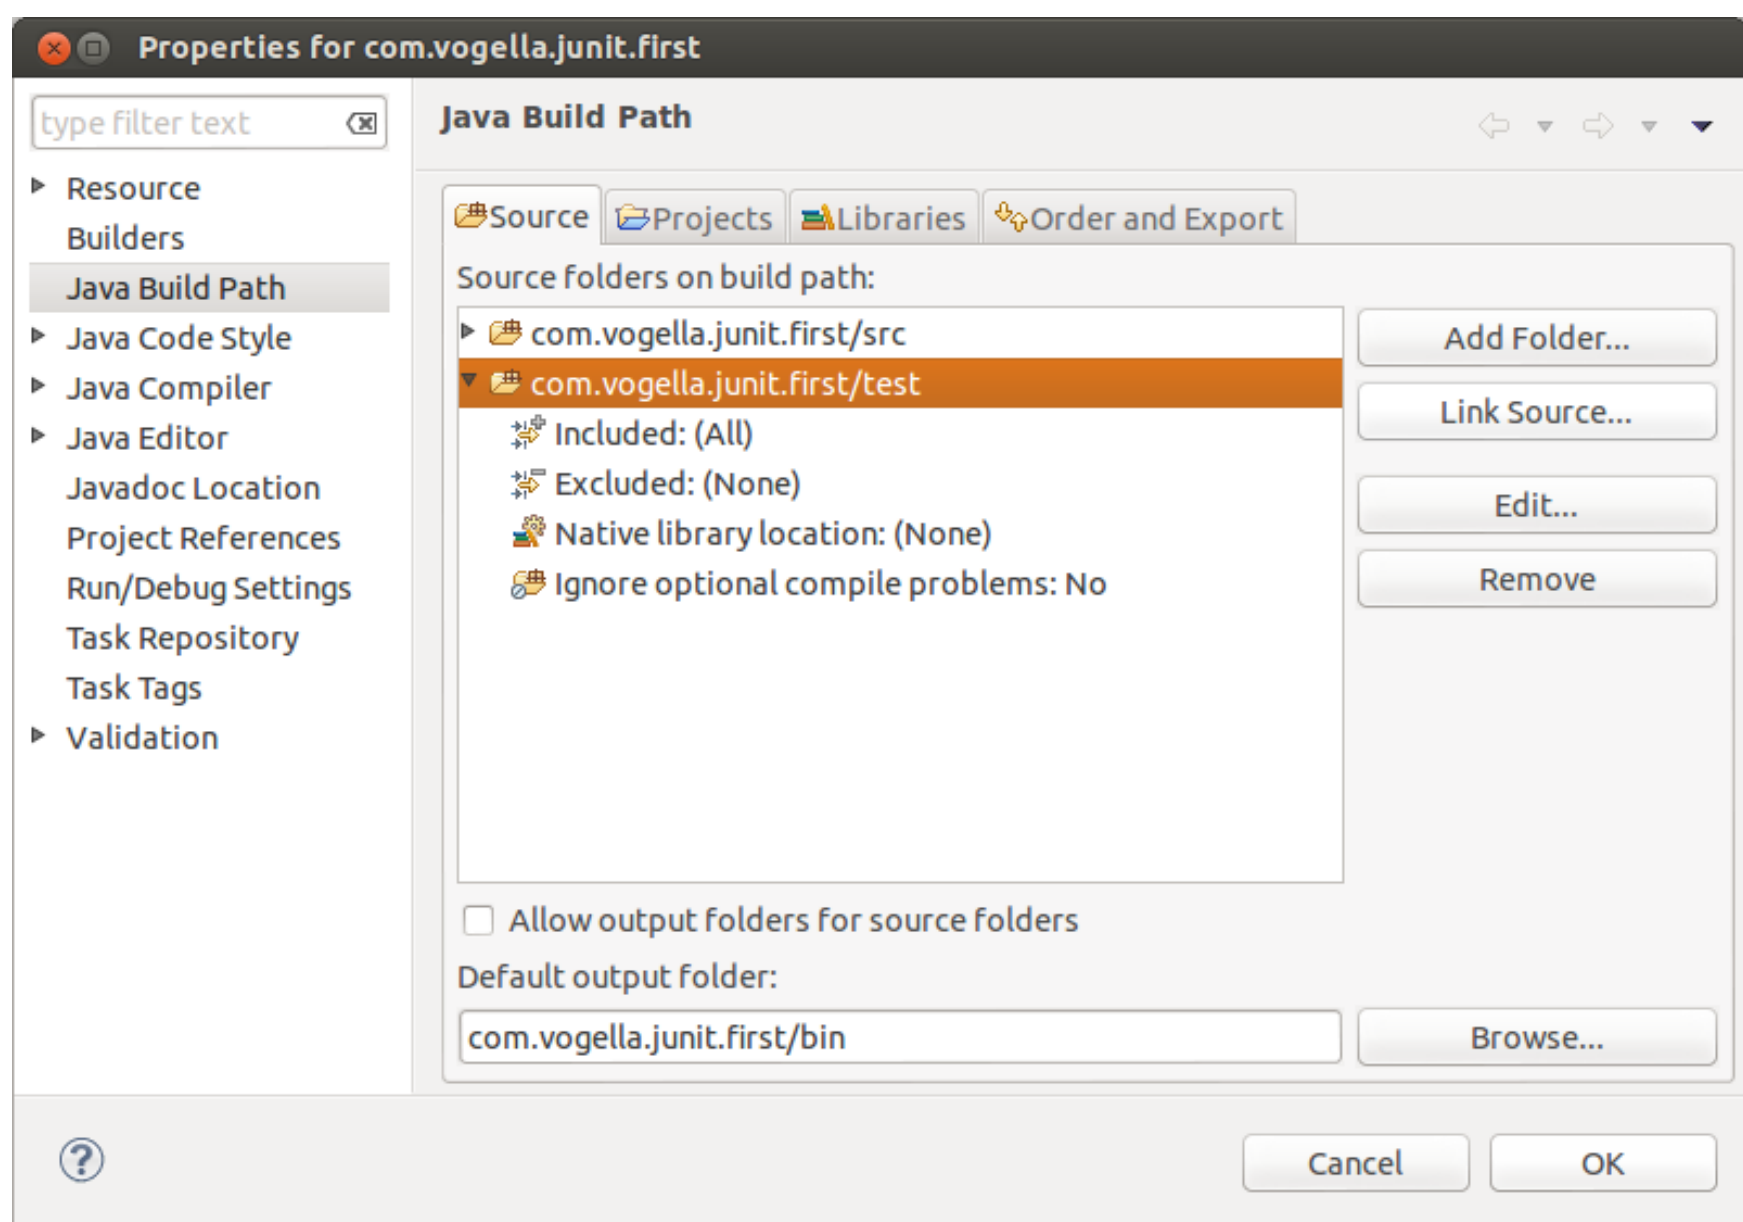 Properties for com.vogella.junit.first
type filter text
Resource
Builders
Java Build Path
Java Code Style
Java Compiler
Java Editor
Javadoc Location
Project References
Run/Debug Settings
Task Repository
Task Tags
Validation
Java Build Path
Source Projects Libraries Order and Export
Source folders on build path:
com.vogella.junit.first/src
com.vogella.junit.first/test
Included: (All)
Excluded: (None)
Native library location: (None)
Ignore optional compile problems: No
Add Folder...
Link Source...
Edit...
Remove
Allow output folders for source folders
Default output folder:
com.vogella.junit.first/bin
Browse...
Cancel
OK